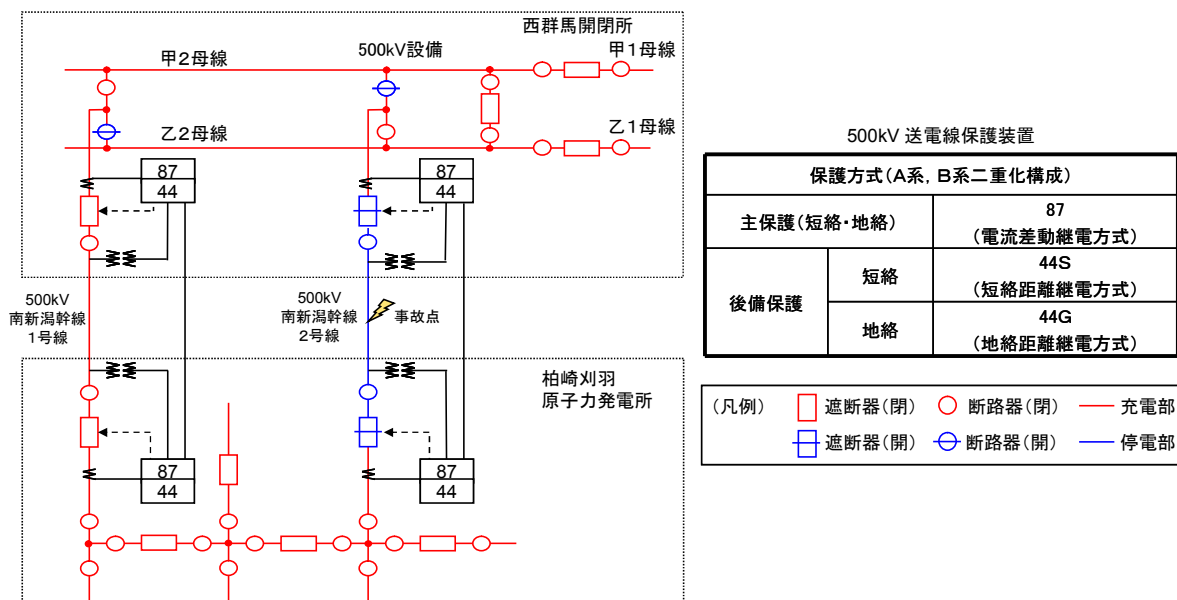 西群馬開閉所
500kV設備
甲2母線
甲1母線
乙2母線
乙1母線
87
44
87
44
500kV
南新潟幹線
1号線
500kV
南新潟幹線
2号線
事故点
柏崎刈羽
原子力発電所
87
44
87
44
500kV 送電線保護装置
保護方式(A系, B系二重化構成)
主保護(短絡・地絡)
87
(電流差動継電方式)
後備保護
短絡
44S
(短絡距離継電方式)
地絡
44G
(地絡距離継電方式)
(凡例) 遮断器(閉) 断路器(閉) 充電部
遮断器(開) 断路器(開) 停電部